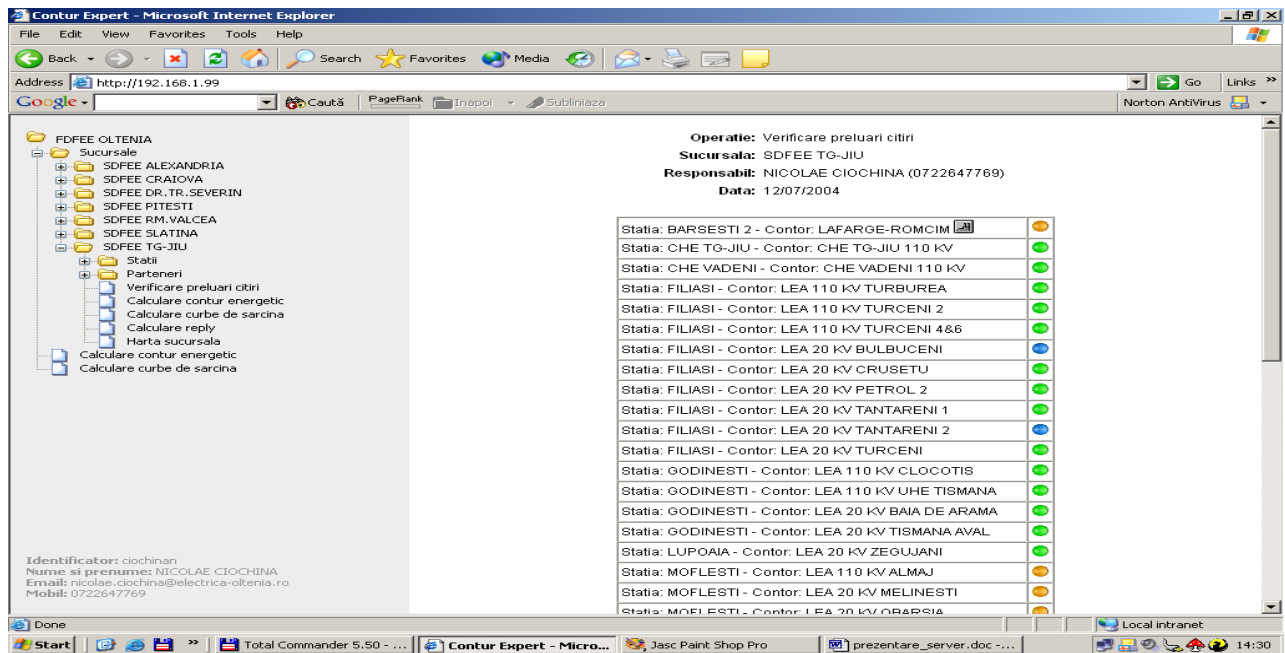 Contur Expert - Microsoft Internet Explorer
File Edit View Favorites Tools Help
Back Search Favorites Media
Address http://192.168.1.99 Go Links »
Google Caută PageRank Inapoi Subliniaza Norton AntiVirus
FDFEE OLTENIA
Sucursale
SDFEE ALEXANDRIA
SDFEE CRAIOVA
SDFEE DR.TR.SEVERIN
SDFEE PITESTI
SDFEE RM.VALCEA
SDFEE SLATINA
SDFEE TG-JIU
Statii
Parteneri
Verificare preluari citiri
Calculare contur energetic
Calculare curbe de sarcina
Calculare reply
Harta sucursala
Calculare contur energetic
Calculare curbe de sarcina
Identificator: ciochinan
Nume si prenume: NICOLAE CIOCHINA
Email: nicolae.ciochina@electrica-oltenia.ro
Mobil: 0722647769
Operatie: Verificare preluari citiri
Sucursala: SDFEE TG-JIU
Responsabil: NICOLAE CIOCHINA (0722647769)
Data: 12/07/2004
Statia: BARSESTI 2 - Contor: LAFARGE-ROMCIM
Statia: CHE TG-JIU - Contor: CHE TG-JIU 110 KV
Statia: CHE VADENI - Contor: CHE VADENI 110 KV
Statia: FILIASI - Contor: LEA 110 KV TURBUREA
Statia: FILIASI - Contor: LEA 110 KV TURCENI 2
Statia: FILIASI - Contor: LEA 110 KV TURCENI 4&6
Statia: FILIASI - Contor: LEA 20 KV BULBUCENI
Statia: FILIASI - Contor: LEA 20 KV CRUSETU
Statia: FILIASI - Contor: LEA 20 KV PETROL 2
Statia: FILIASI - Contor: LEA 20 KV TANTARENI 1
Statia: FILIASI - Contor: LEA 20 KV TANTARENI 2
Statia: FILIASI - Contor: LEA 20 KV TURCENI
Statia: GODINESTI - Contor: LEA 110 KV CLOCOTIS
Statia: GODINESTI - Contor: LEA 110 KV UHE TISMANA
Statia: GODINESTI - Contor: LEA 20 KV BAIA DE ARAMA
Statia: GODINESTI - Contor: LEA 20 KV TISMANA AVAL
Statia: LUPOAIA - Contor: LEA 20 KV ZEGUJANI
Statia: MOFLESTI - Contor: LEA 110 KV ALMAJ
Statia: MOFLESTI - Contor: LEA 20 KV MELINESTI
Statia: MOFLESTI - Contor: LEA 20 KV OBARSIA
Done Local intranet
Start » Total Commander 5.50 - ... Contur Expert - Micro... Jasc Paint Shop Pro prezentare_server.doc -... 14:30